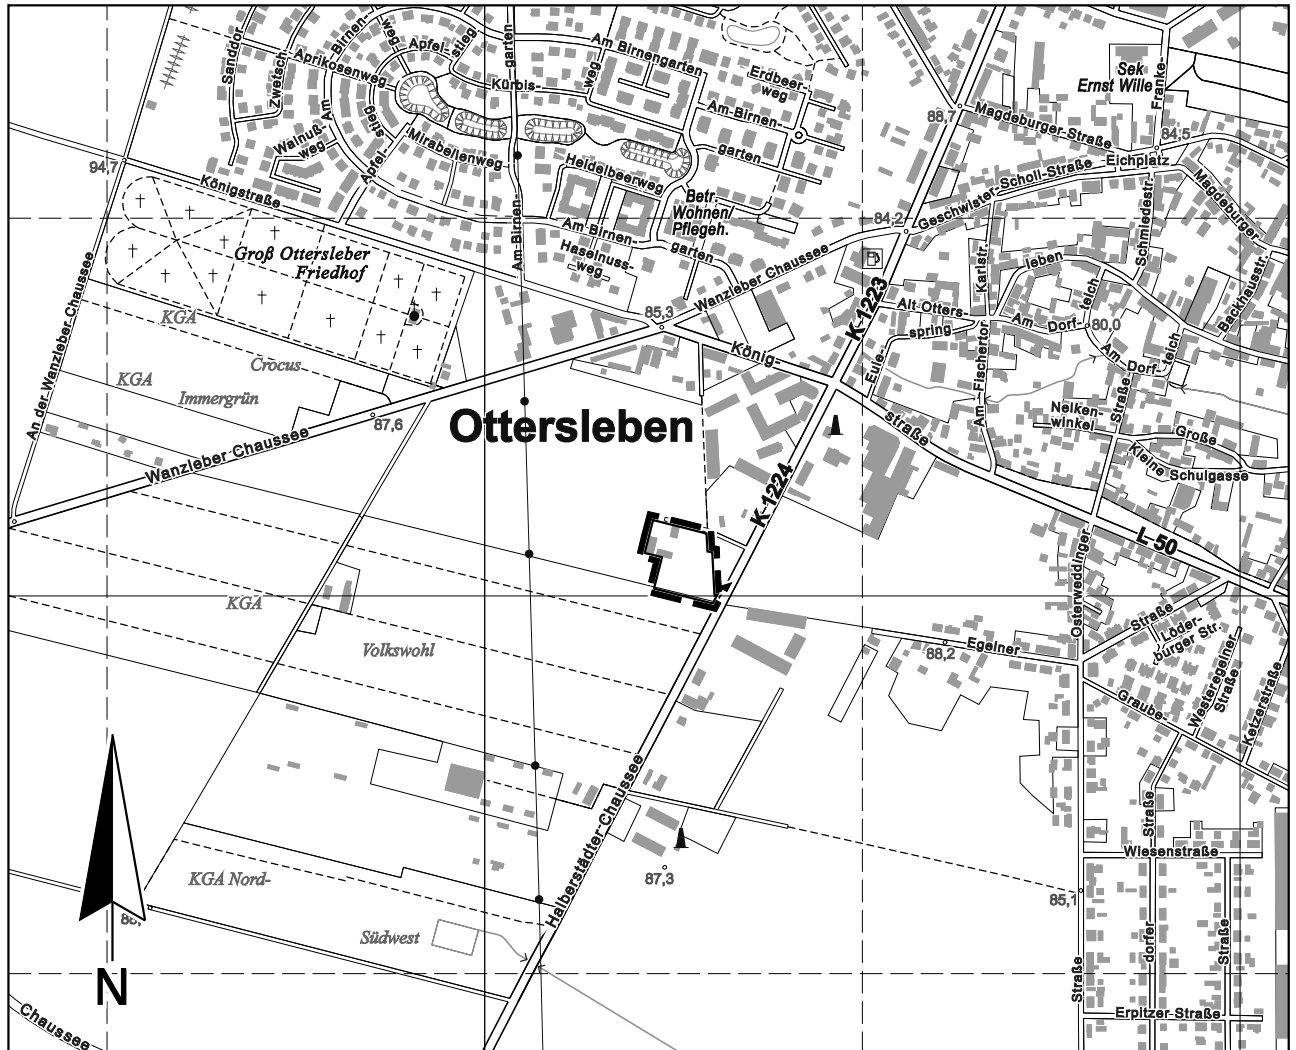 Sanddor
Zwetsch
Am Birnen-
weg
Apfel-
stieg
garten
Am Birnengarten
weg
Erdbeer-
weg
Sek
Ernst Wille
Franke-
Aprikosenweg
Kürbis-
Am-Birnen-
garten
88,7
Magdeburger-Straße
84,5
Eichplatz
Walnuß-
weg
Apfel-
stieg
Mirabellenweg
Heidelbeerweg
94,7
Königstraße
Betr.
Wohnen/
Pflegeh.
Geschwister-Scholl-Straße
84,2
Magdeburger
Schmiedestr.
Am-Birnen-
Am Birnen-
garten
Haselnuss-
weg
Groß Ottersleber
Friedhof
Wanzleber Chaussee
Karlstr.
leben
Backhausstr.
An der Wanzleber-Chaussee
KGA
85,3
K-1223
Alt-Otters-
spring
Eule-
Am
Dorf-
teich
80,0
Am-Dorf-
teich
Crocus
KGA
Immergrün
König-
straße
Am-Fischertor
Straße
Nelken-
winkel
Große
Kleine
Schulgasse
87,6
Ottersleben
Wanzleber Chaussee
K-1224
L 50
Osterweddinger
Straße
KGA
Volkswohl
Egelner
88,2
Straße
Löder-
burger Str.
Westeregelner
Straße
Ketzerstraße
Graube-
Halberstädter-Chaussee
Straße
Wiesenstraße
KGA Nord-
87,3
85,1
Südwest
dorfer
Straße
N
Erpitzer-Straße
Chaussee